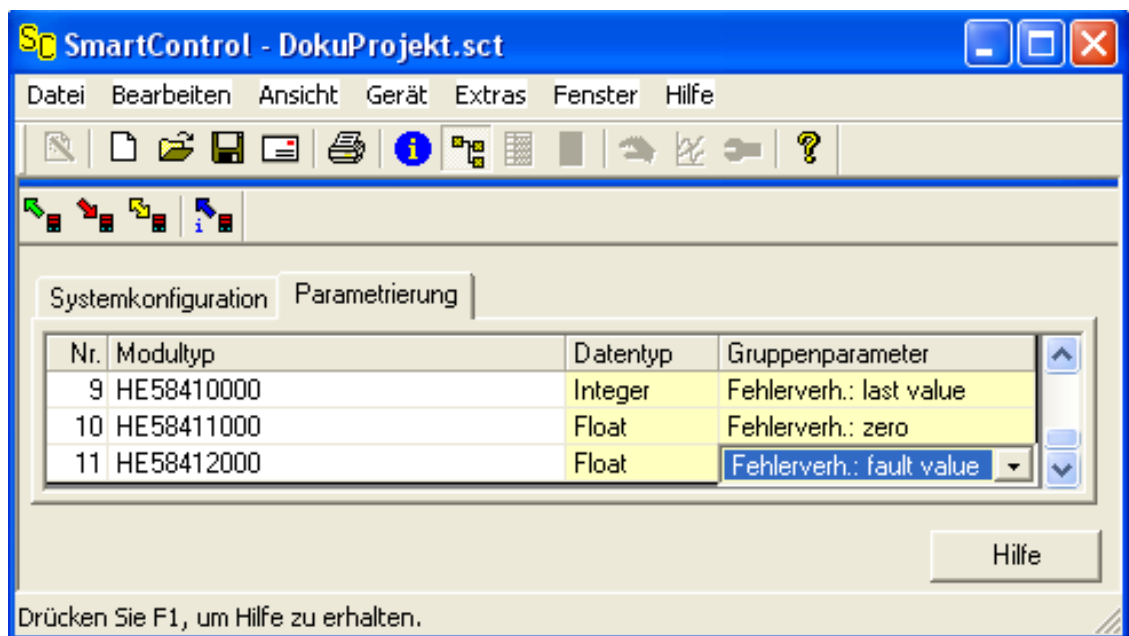 SC SmartControl - DokuProjekt.sct
Datei Bearbeiten Ansicht Gerät Extras Fenster Hilfe
i ?
i
Systemkonfiguration Parametrierung
Nr. Modultyp Datentyp Gruppenparameter
9 HE58410000 Integer Fehlerverh.: last value
10 HE58411000 Float Fehlerverh.: zero
11 HE58412000 Float Fehlerverh.: fault value
Hilfe
Drücken Sie F1, um Hilfe zu erhalten.